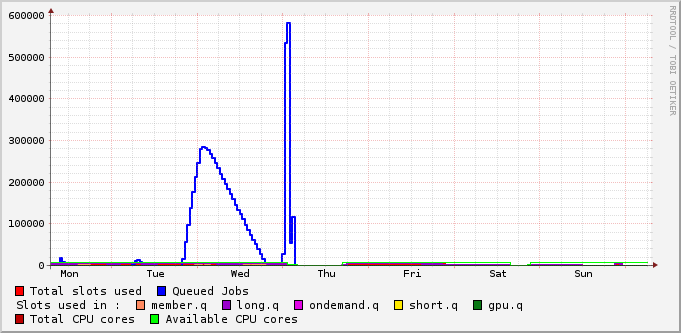 600000
500000
400000
300000
200000
100000
0
Mon Tue Wed Thu Fri Sat Sun
RRDTOOL / TOBI OETIKER
Total slots used Queued Jobs
Slots used in : member.q long.q ondemand.q short.q gpu.q
Total CPU cores Available CPU cores